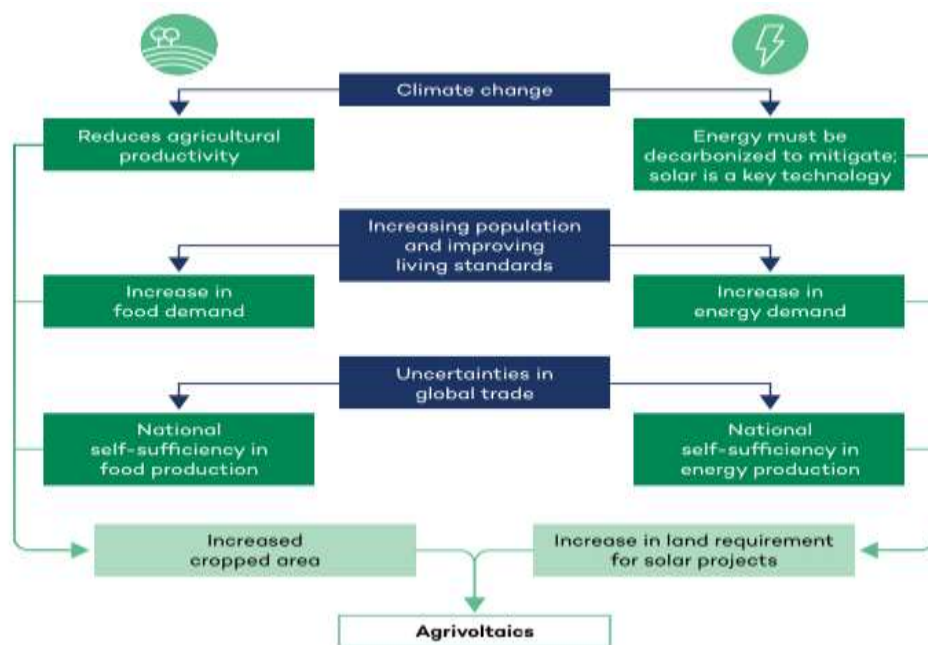 Climate change
Reduces agricultural
productivity
Energy must be
decarbonized to mitigate;
solar is a key technology
Increasing population
and improving
living standards
Increase in
food demand
Increase in
energy demand
Uncertainties in
global trade
National
self-sufficiency in
food production
National
self-sufficiency in
energy production
Increased
cropped area
Increase in land requirement
for solar projects
Agrivoltaics